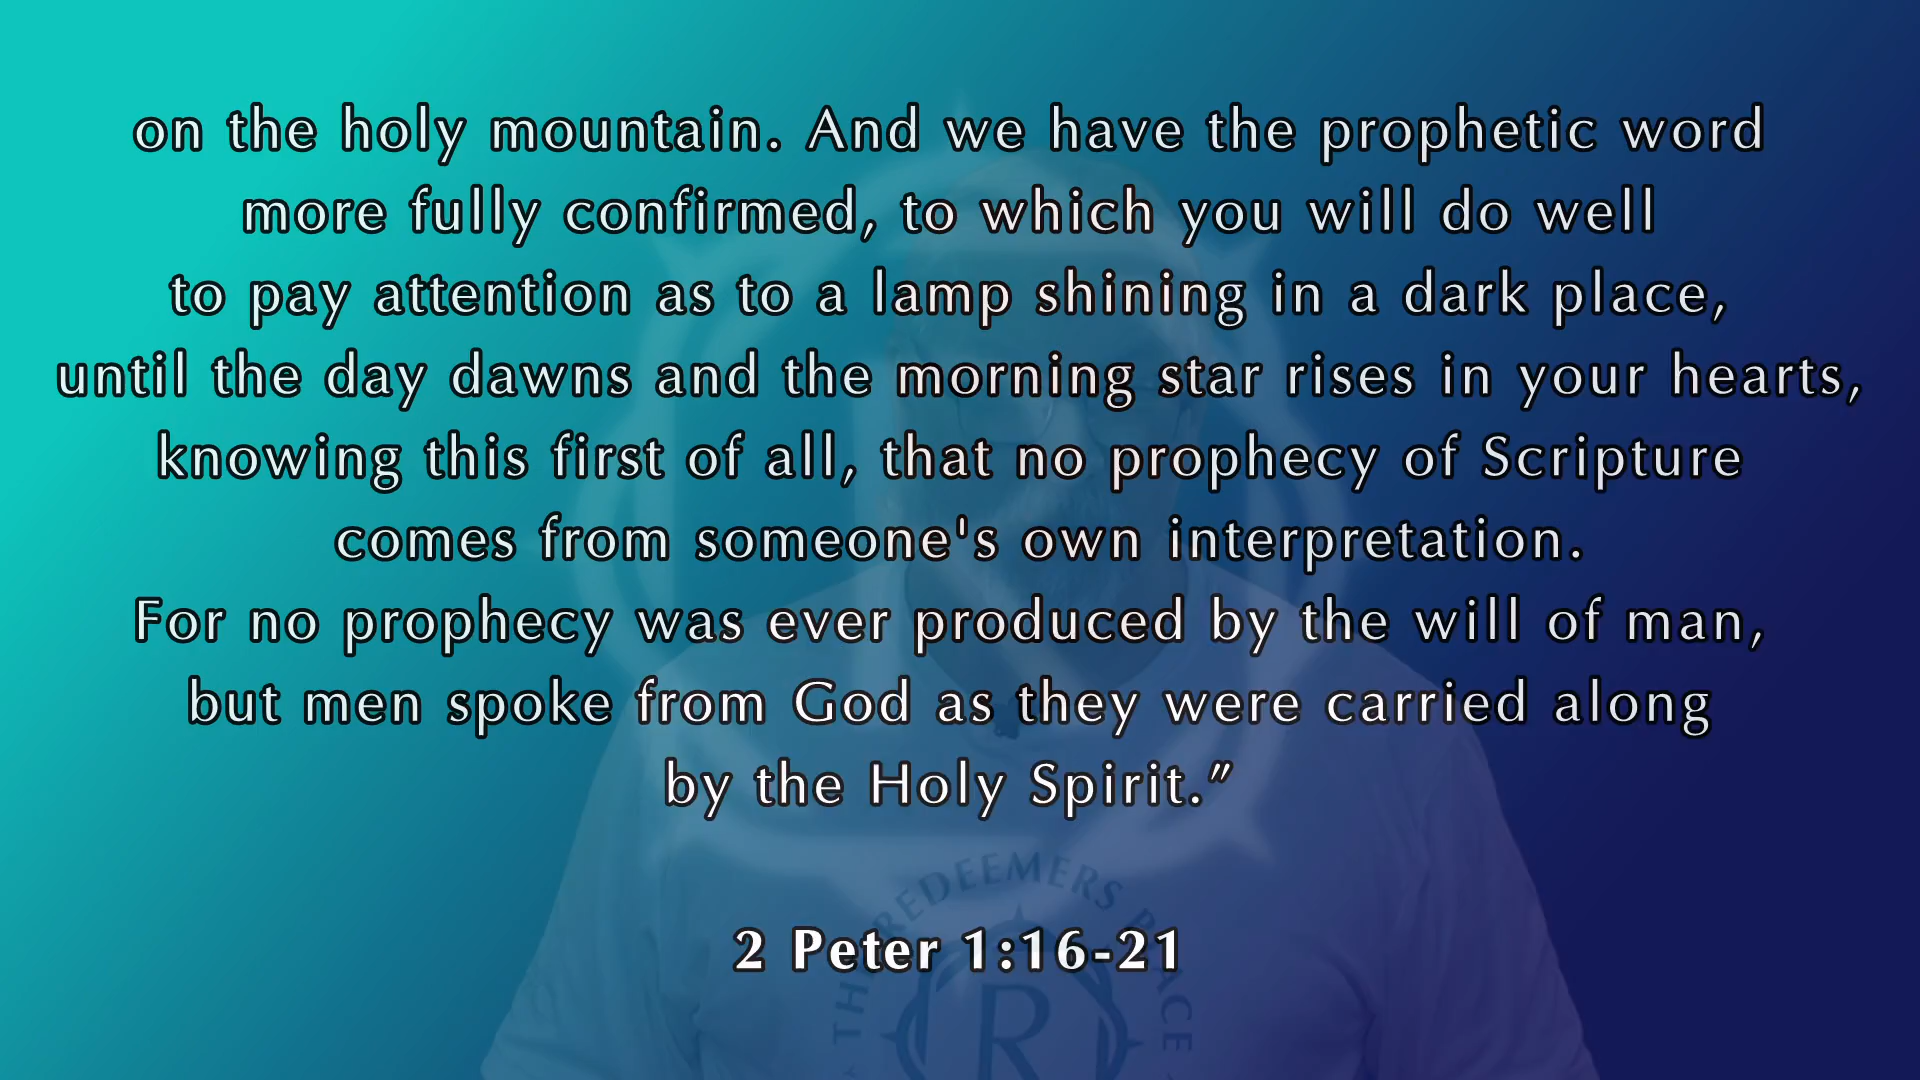 on the holy mountain. And we have the prophetic word
more fully confirmed, to which you will do well
to pay attention as to a lamp shining in a dark place,
until the day dawns and the morning star rises in your hearts,
knowing this first of all, that no prophecy of Scripture
comes from someone's own interpretation.
For no prophecy was ever produced by the will of man,
but men spoke from God as they were carried along
by the Holy Spirit.”
THE REDEEMERS PLACE
2 Peter 1:16-21
R